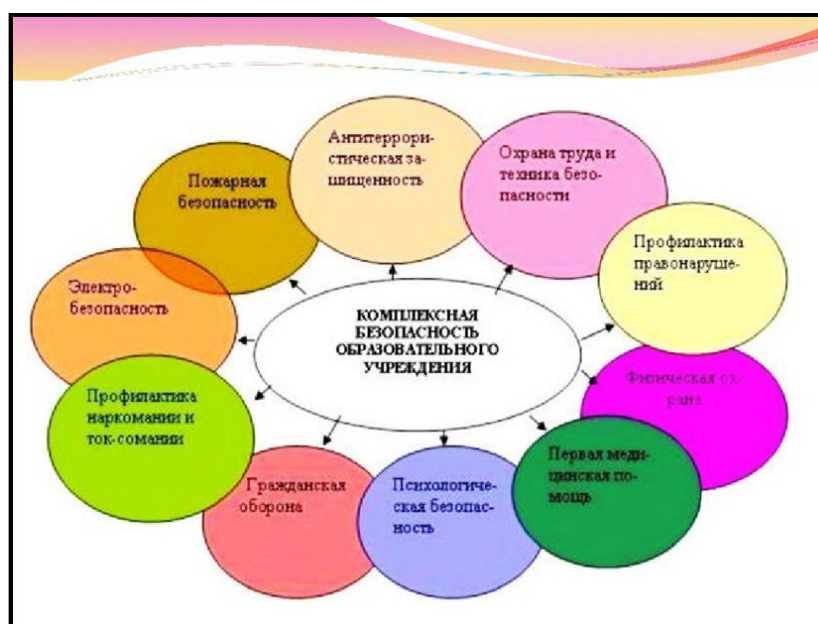 Антитеррори-
стическая за-
щищенность
Охрана труда и
техника безо-
пасности
Пожарная
безопасность
Профилактика
правонаруше-
ний
Электро-
безопасность
КОМПЛЕКСНАЯ
БЕЗОПАСНОСТЬ
ОБРАЗОВАТЕЛЬНОГО
УЧРЕЖДЕНИЯ
Физическая ох-
рана
Профилактика
наркомании и
ток-сомании
Первая меди-
цинская по-
мощь
Гражданская
оборона
Психологиче-
ская безопас-
ность